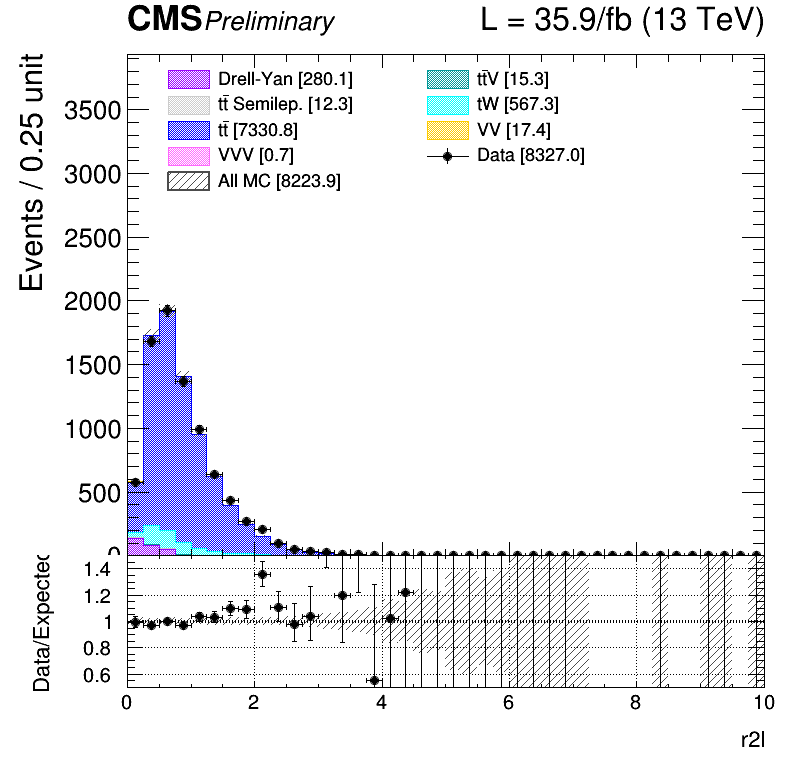 CMS Preliminary L = 35.9/fb (13 TeV)
Events / 0.25 unit
3500
3000
2500
2000
1500
1000
500
0
Drell-Yan [280.1]
tt̄ Semilep. [12.3]
tt̄ [7330.8]
VVV [0.7]
All MC [8223.9]
tt̄V [15.3]
tW [567.3]
VV [17.4]
Data [8327.0]
Data/Expected
1.4
1.2
1
0.8
0.6
0 2 4 6 8 10
r2l